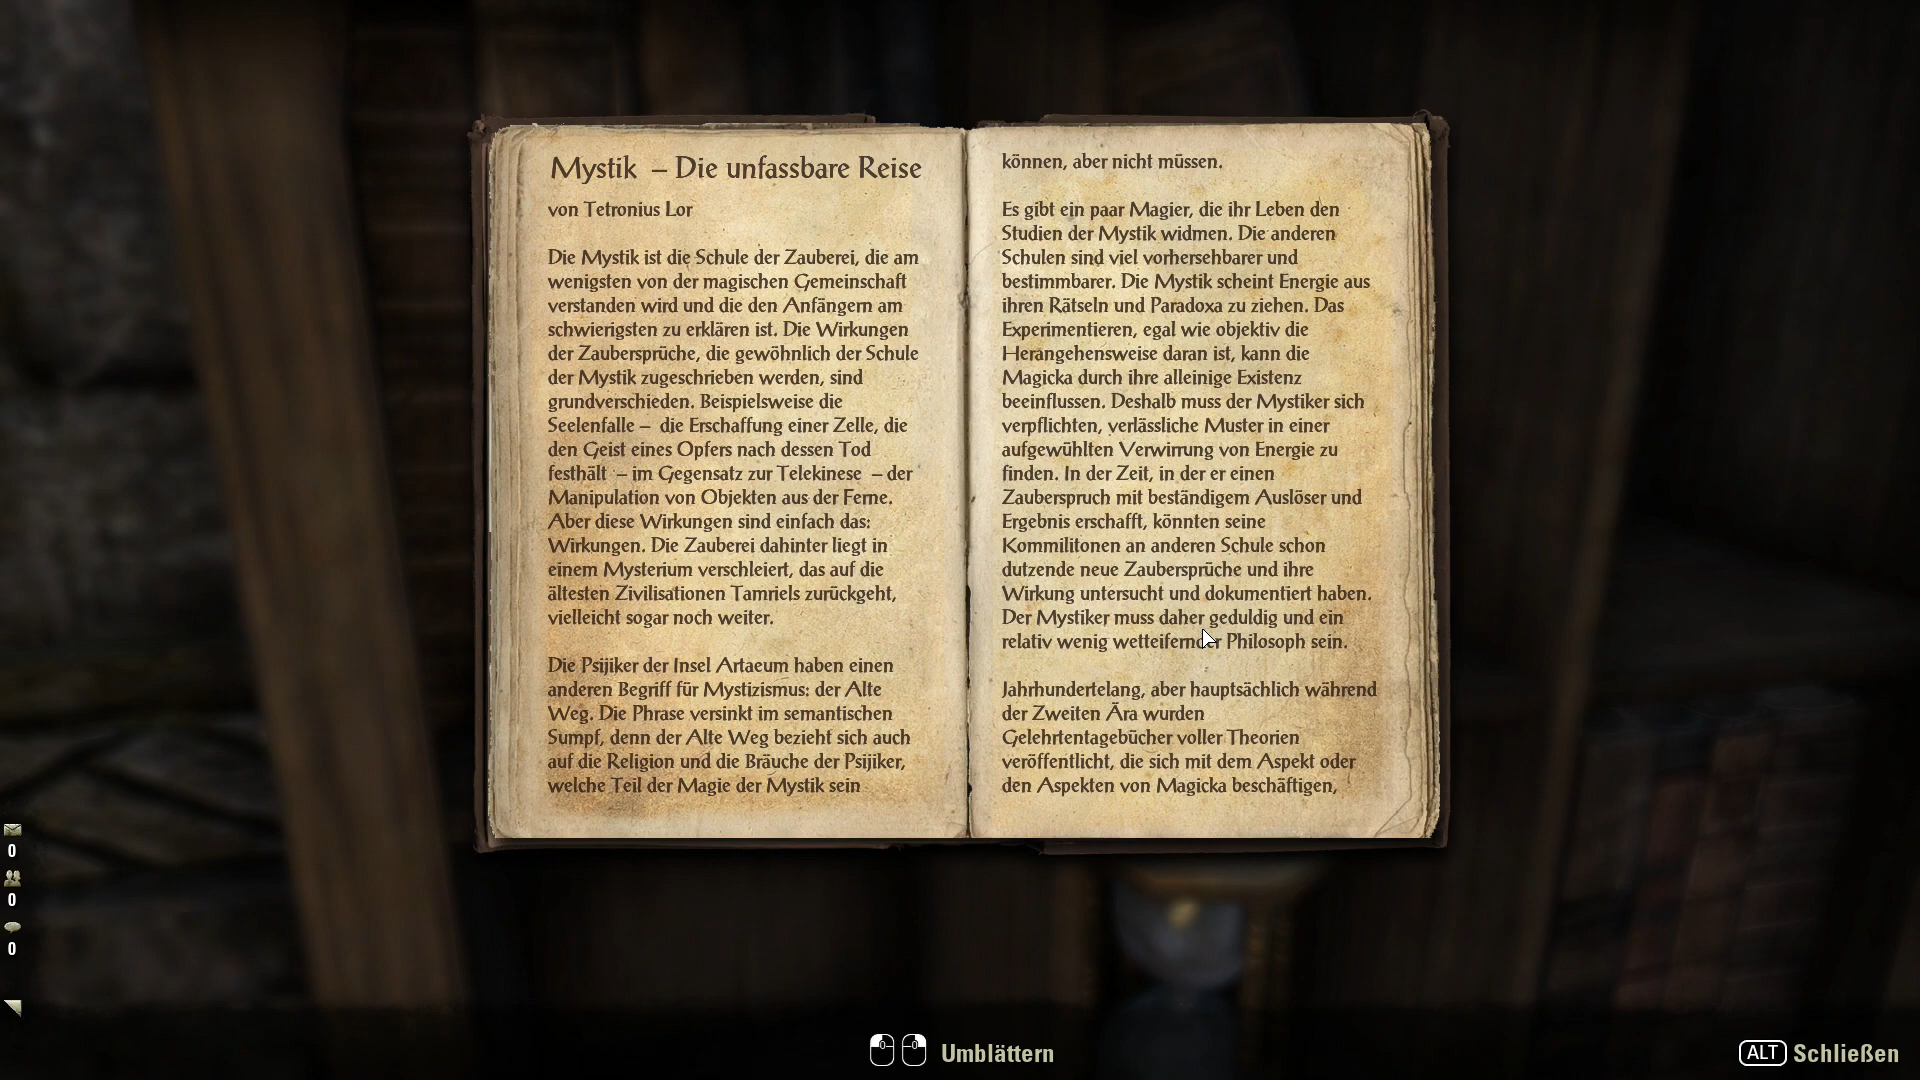 Mystik – Die unfassbare Reise
von Tetronius Lor
Die Mystik ist die Schule der Zauberei, die am
wenigsten von der magischen Gemeinschaft
verstanden wird und die den Anfängern am
schwierigsten zu erklären ist. Die Wirkungen
der Zaubersprüche, die gewöhnlich der Schule
der Mystik zugeschrieben werden, sind
grundverschieden. Beispielsweise die
Seelenfalle – die Erschaffung einer Zelle, die
den Geist eines Opfers nach dessen Tod
festhält – im Gegensatz zur Telekinese – der
Manipulation von Objekten aus der Ferne.
Aber diese Wirkungen sind einfach das:
Wirkungen. Die Zauberei dahinter liegt in
einem Mysterium verschleiert, das auf die
ältesten Zivilisationen Tamriels zurückgeht,
vielleicht sogar noch weiter.
Die Psijiker der Insel Artaeum haben einen
anderen Begriff für Mystizismus: der Alte
Weg. Die Phrase versinkt im semantischen
Sumpf, denn der Alte Weg bezieht sich auch
auf die Religion und die Bräuche der Psijiker,
welche Teil der Magie der Mystik sein
können, aber nicht müssen.
Es gibt ein paar Magier, die ihr Leben den
Studien der Mystik widmen. Die anderen
Schulen sind viel vorhersehbarer und
bestimmbarer. Die Mystik scheint Energie aus
ihren Rätseln und Paradoxa zu ziehen. Das
Experimentieren, egal wie objektiv die
Herangehensweise daran ist, kann die
Magicka durch ihre alleinige Existenz
beeinflussen. Deshalb muss der Mystiker sich
verpflichten, verlässliche Muster in einer
aufgewühlten Verwirrung von Energie zu
finden. In der Zeit, in der er einen
Zauberspruch mit beständigem Auslöser und
Ergebnis erschafft, könnten seine
Kommilitonen an anderen Schule schon
dutzende neue Zaubersprüche und ihre
Wirkung untersucht und dokumentiert haben.
Der Mystiker muss daher geduldig und ein
relativ wenig wetteifernder Philosoph sein.
Jahrhundertelang, aber hauptsächlich während
der Zweiten Ära wurden
Gelehrtentagebücher voller Theorien
veröffentlicht, die sich mit dem Aspekt oder
den Aspekten von Magicka beschäftigen,
0
0
0
Umblättern
ALT Schließen